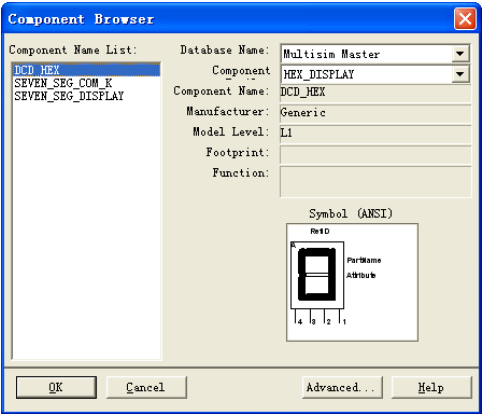 Component Browser
Component Name List:
DCD_HEX
SEVEN_SEG_COM_K
SEVEN_SEG_DISPLAY
Database Name:
Multisim Master
Component
HEX_DISPLAY
Component Name:
DCD_HEX
Manufacturer:
Generic
Model Level:
L1
Footprint:
Function:
Symbol (ANSI)
RefID
PartName
Attribute
4 3 2 1
OK
Cancel
Advanced...
Help